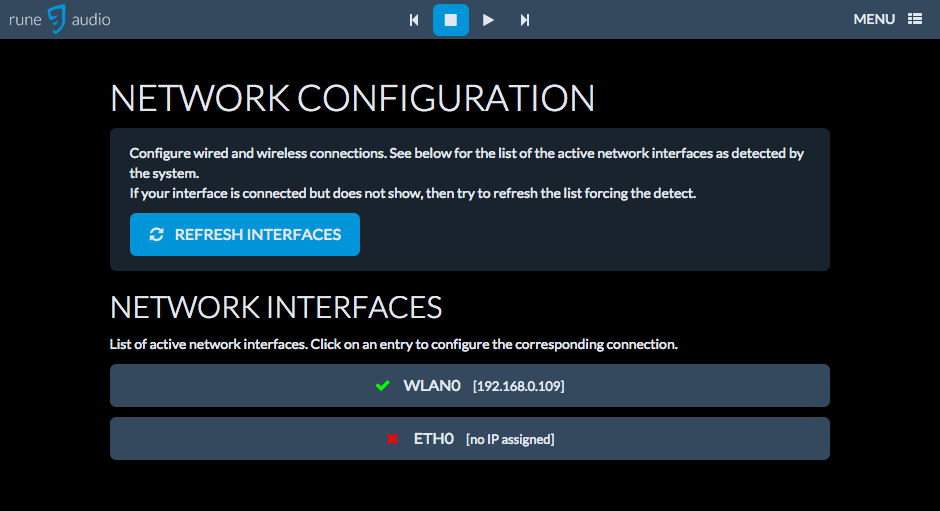 rune audio
MENU
NETWORK CONFIGURATION
Configure wired and wireless connections. See below for the list of the active network interfaces as detected by
the system.
If your interface is connected but does not show, then try to refresh the list forcing the detect.
REFRESH INTERFACES
NETWORK INTERFACES
List of active network interfaces. Click on an entry to configure the corresponding connection.
WLAN0 [192.168.0.109]
ETH0 [no IP assigned]